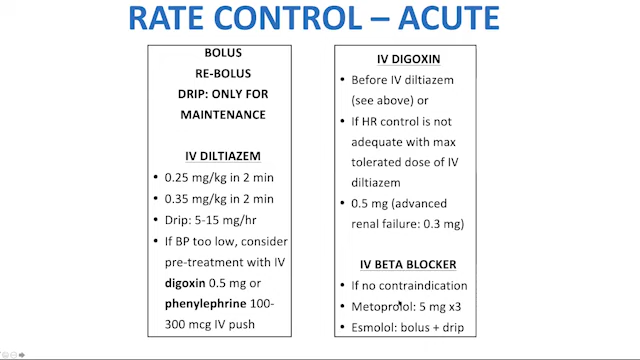 RATE CONTROL – ACUTE
BOLUS
RE-BOLUS
DRIP: ONLY FOR
MAINTENANCE
IV DILTIAZEM
• 0.25 mg/kg in 2 min
• 0.35 mg/kg in 2 min
• Drip: 5-15 mg/hr
• If BP too low, consider
pre-treatment with IV
digoxin 0.5 mg or
phenylephrine 100-
300 mcg IV push
IV DIGOXIN
• Before IV diltiazem
(see above) or
• If HR control is not
adequate with max
tolerated dose of IV
diltiazem
• 0.5 mg (advanced
renal failure: 0.3 mg)
IV BETA BLOCKER
• If no contraindication
• Metoprolol: 5 mg x3
• Esmolol: bolus + drip